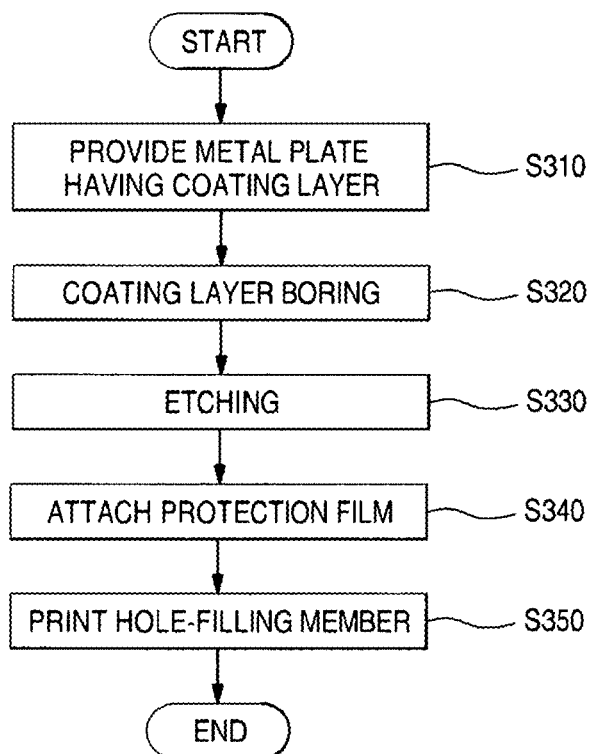 START
PROVIDE METAL PLATE
HAVING COATING LAYER
S310
COATING LAYER BORING
S320
ETCHING
S330
ATTACH PROTECTION FILM
S340
PRINT HOLE-FILLING MEMBER
S350
END